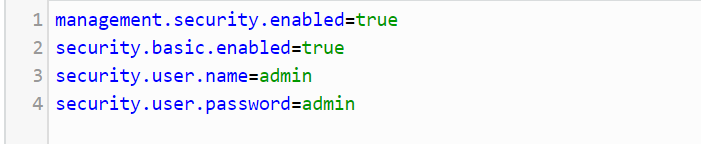 1 management.security.enabled=true
2 security.basic.enabled=true
3 security.user.name=admin
4 security.user.password=admin